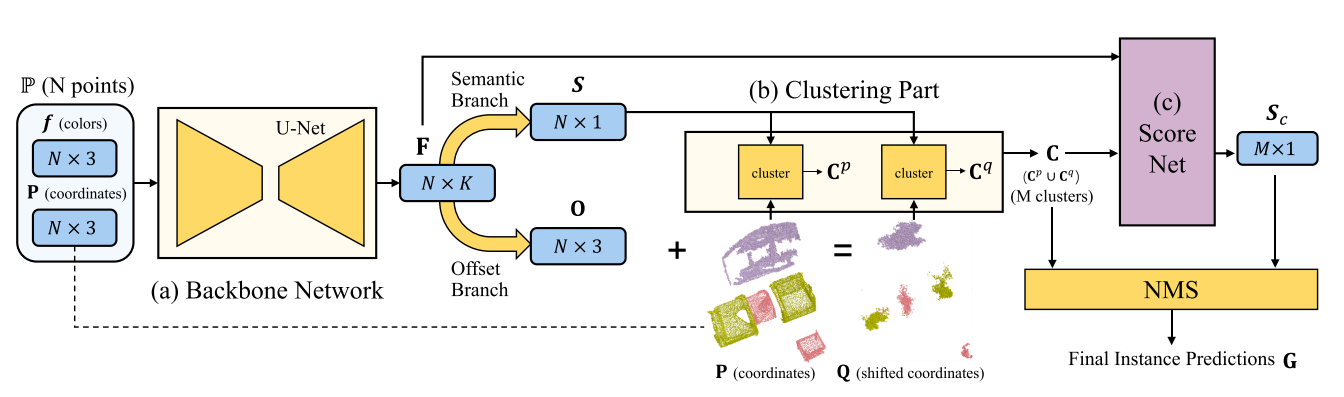 ℙ (N points)
f (colors)
N × 3
P (coordinates)
N × 3
U-Net
(a) Backbone Network
F
N × K
Semantic
Branch
S
N × 1
O
N × 3
Offset
Branch
(b) Clustering Part
cluster
C^p
cluster
C^q
+
=
P (coordinates)
Q (shifted coordinates)
C
(C^p ∪ C^q)
(M clusters)
(c)
Score
Net
S_c
M×1
NMS
Final Instance Predictions G